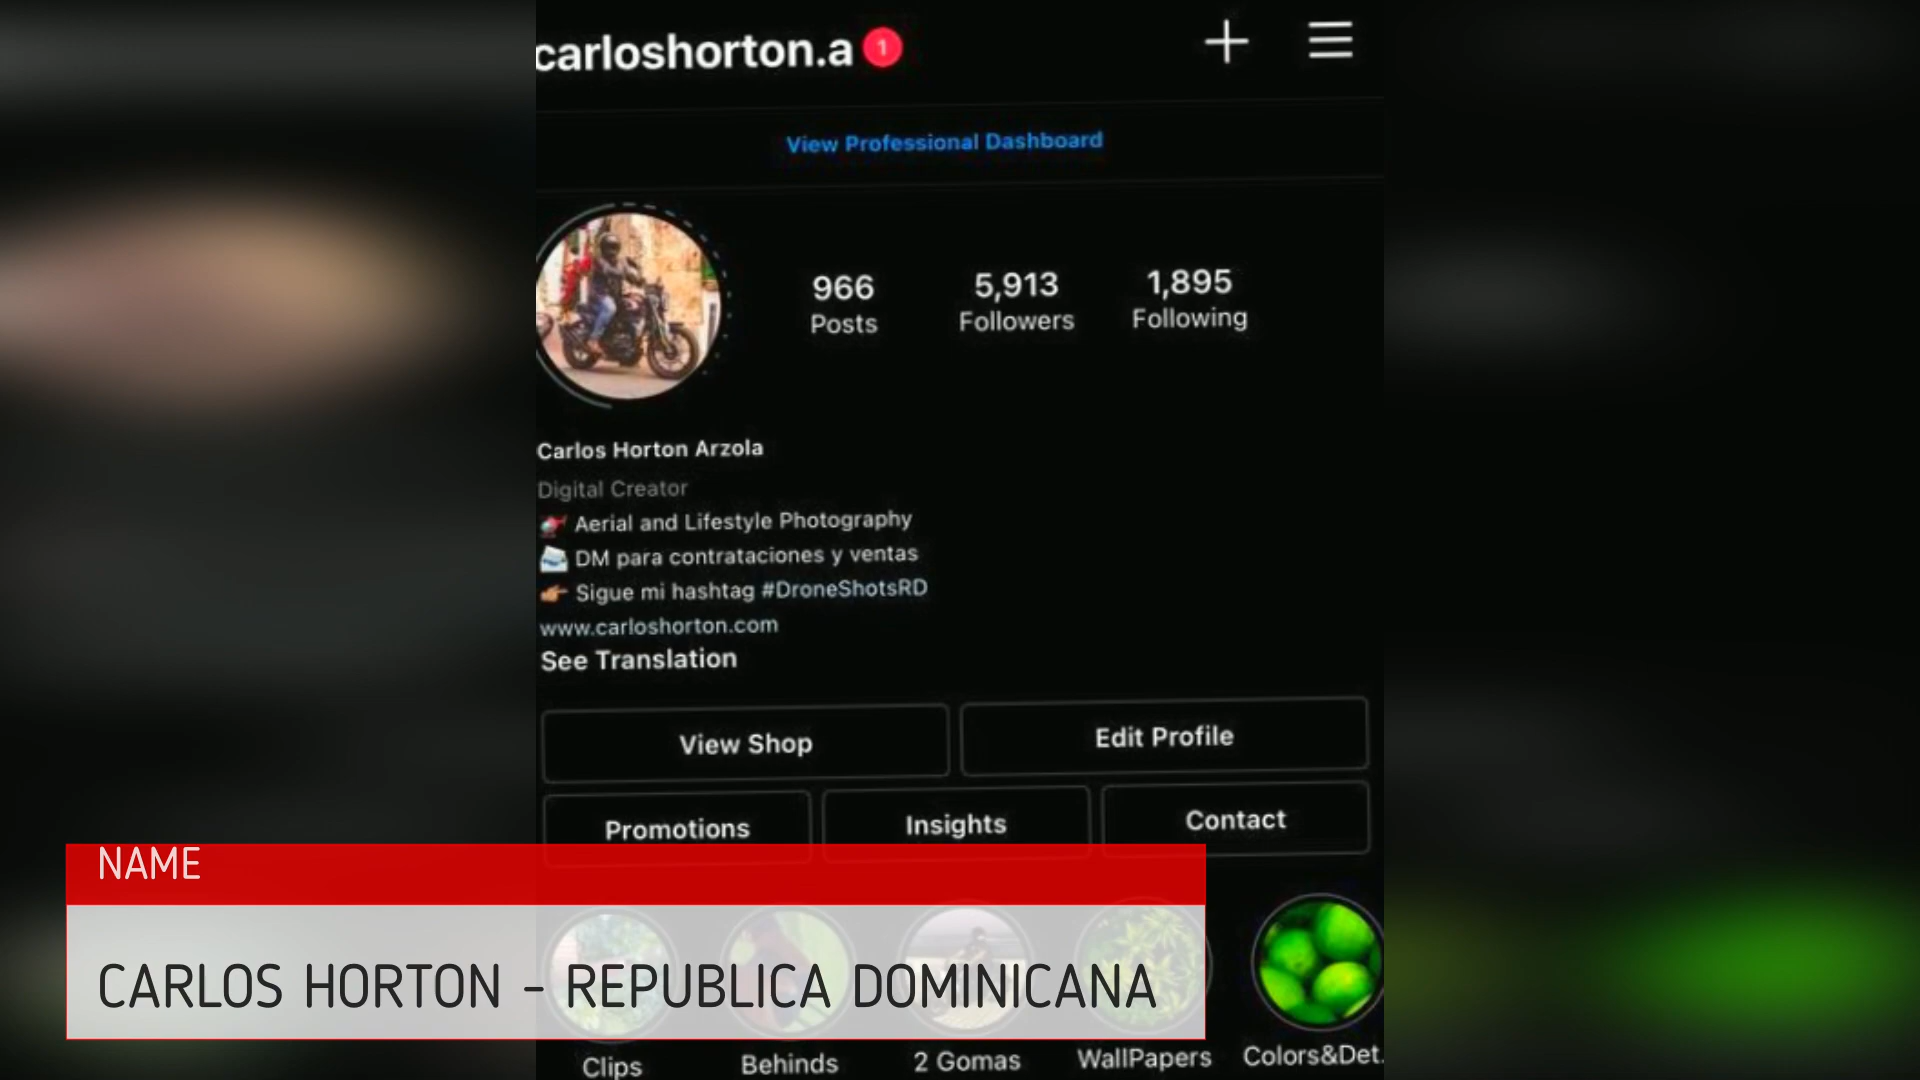 carloshorton.a 1
View Professional Dashboard
966 5,913 1,895
Posts Followers Following
Carlos Horton Arzola
Digital Creator
Aerial and Lifestyle Photography
DM para contrataciones y ventas
Sigue mi hashtag #DroneShotsRD
www.carloshorton.com
See Translation
View Shop Edit Profile
Promotions Insights Contact
NAME
CARLOS HORTON - REPUBLICA DOMINICANA
Clips Behinds 2 Gomas WallPapers Colors&Det.